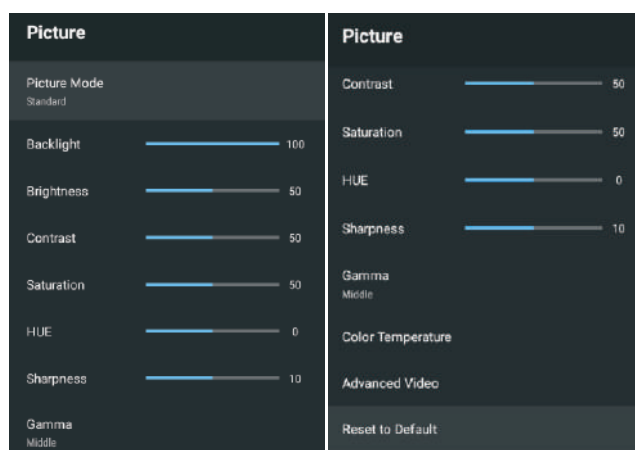 Picture
Picture Mode
Standard
Backlight 100
Brightness 50
Contrast 50
Saturation 50
HUE 0
Sharpness 10
Gamma
Middle
Picture
Contrast 50
Saturation 50
HUE 0
Sharpness 10
Gamma
Middle
Color Temperature
Advanced Video
Reset to Default